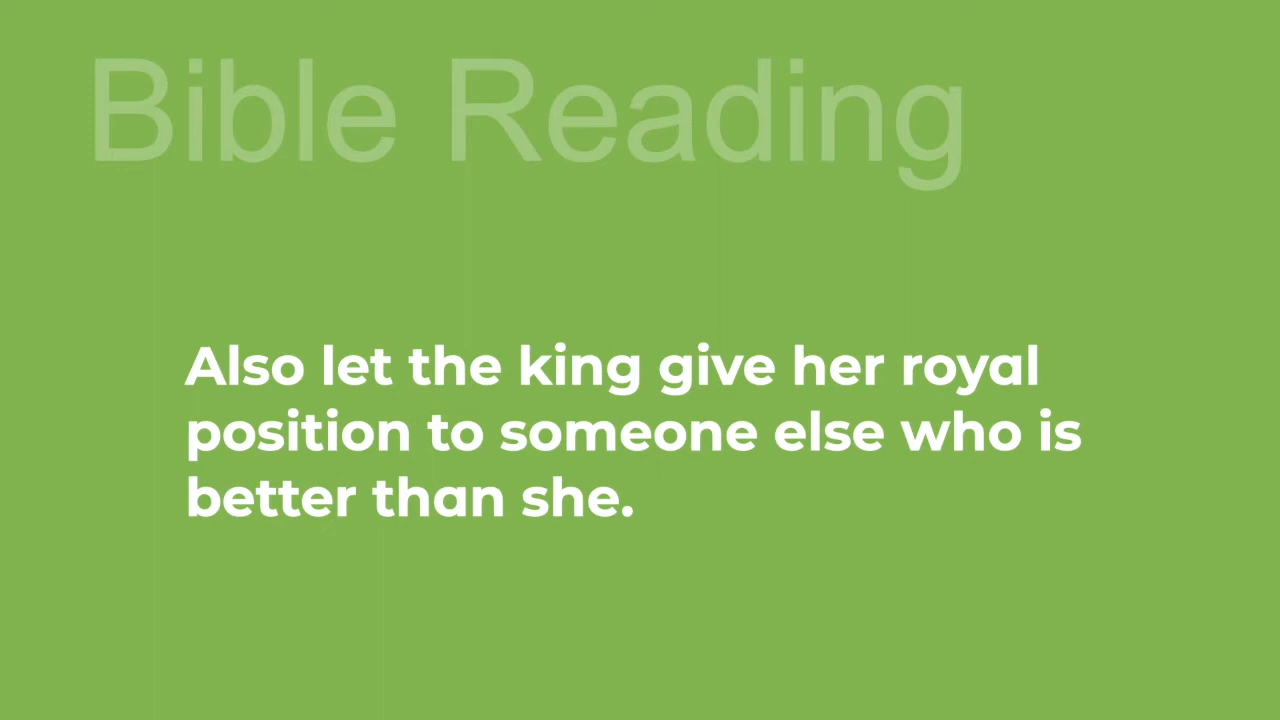 Bible Reading
Also let the king give her royal
position to someone else who is
better than she.